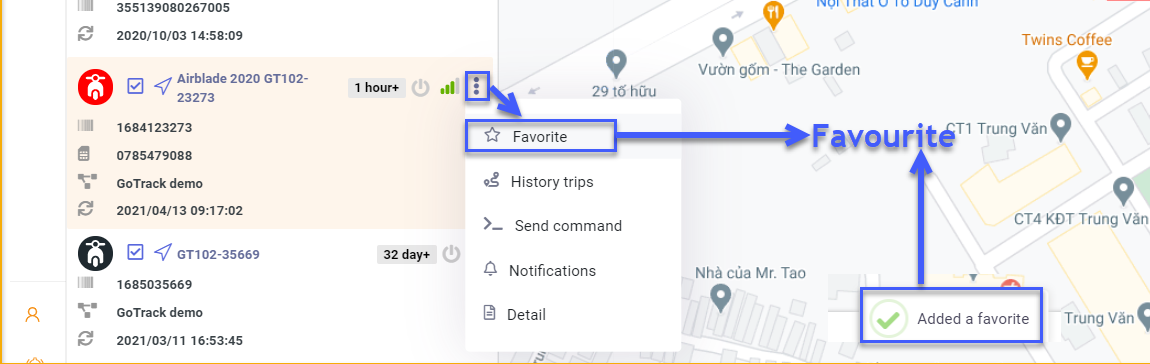 355139080267005
2020/10/03 14:58:09
Airblade 2020 GT102-
23273
1 hour+
1684123273
0785479088
GoTrack demo
2021/04/13 09:17:02
GT102-35669
32 day+
1685035669
GoTrack demo
2021/03/11 16:53:45
Favorite
History trips
Send command
Notifications
Detail
Nội Thất Ô Tô Duy Cảnh
Twins Coffee
Vườn gốm - The Garden
29 tố hữu
Favourite
CT1 Trung Văn
CT4 KĐT Trung Văn
Nhà của Mr. Tao
Added a favorite
Trung Văn